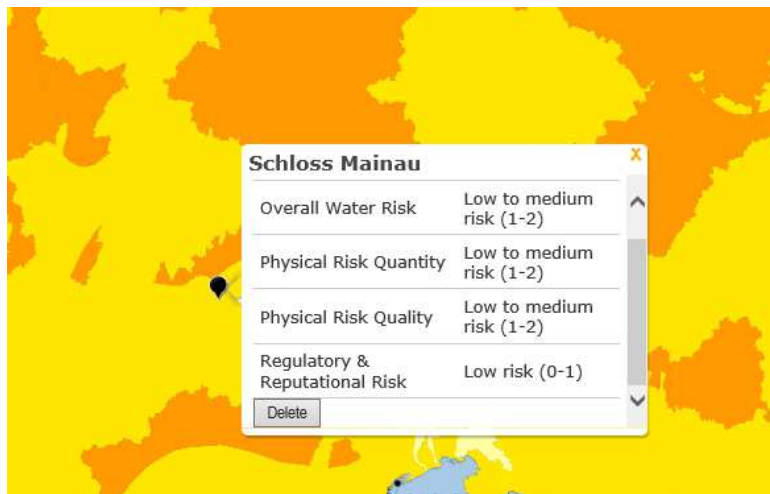 Schloss Mainau
X
Overall Water Risk
Low to medium
risk (1-2)
Physical Risk Quantity
Low to medium
risk (1-2)
Physical Risk Quality
Low to medium
risk (1-2)
Regulatory &
Reputational Risk
Low risk (0-1)
Delete